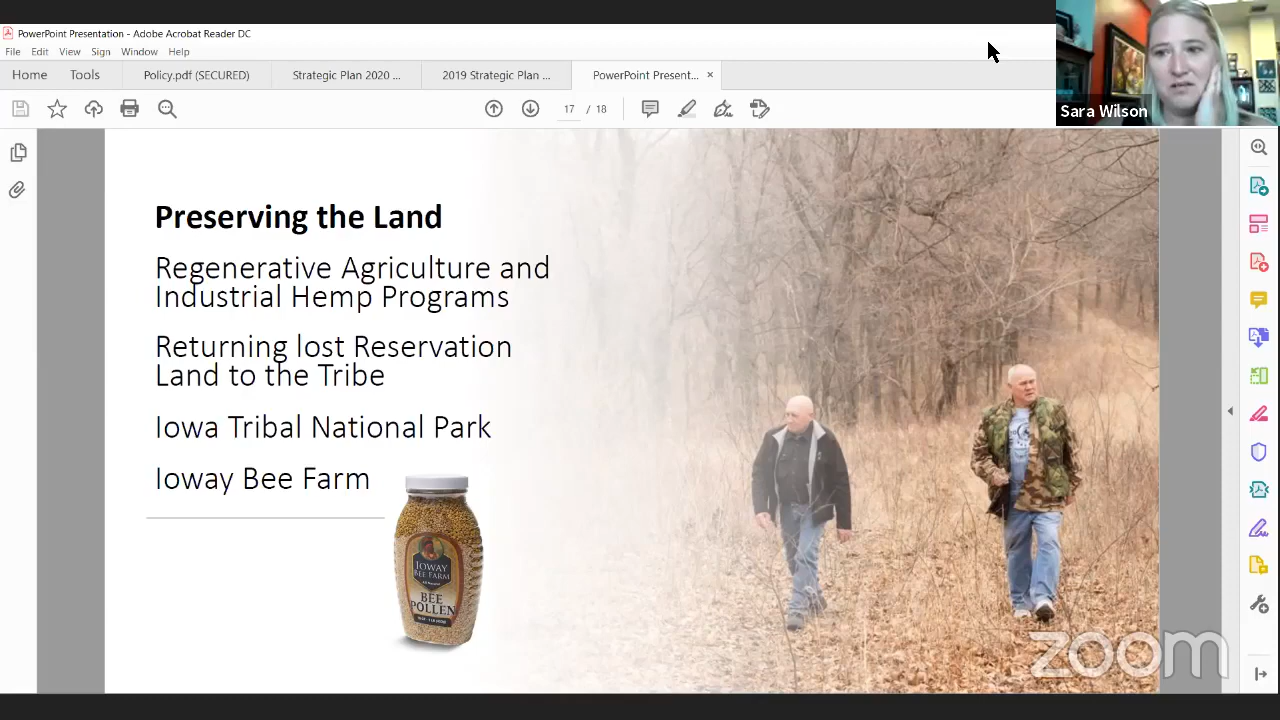 PowerPoint Presentation - Adobe Acrobat Reader DC
File Edit View Sign Window Help
Home Tools Policy.pdf (SECURED) Strategic Plan 2020 ... 2019 Strategic Plan ... PowerPoint Present... ×
17 / 18
Sara Wilson
Preserving the Land
Regenerative Agriculture and
Industrial Hemp Programs
Returning lost Reservation
Land to the Tribe
Iowa Tribal National Park
Ioway Bee Farm
IOWAY
BEE FARM
BEE
POLLEN
zoom